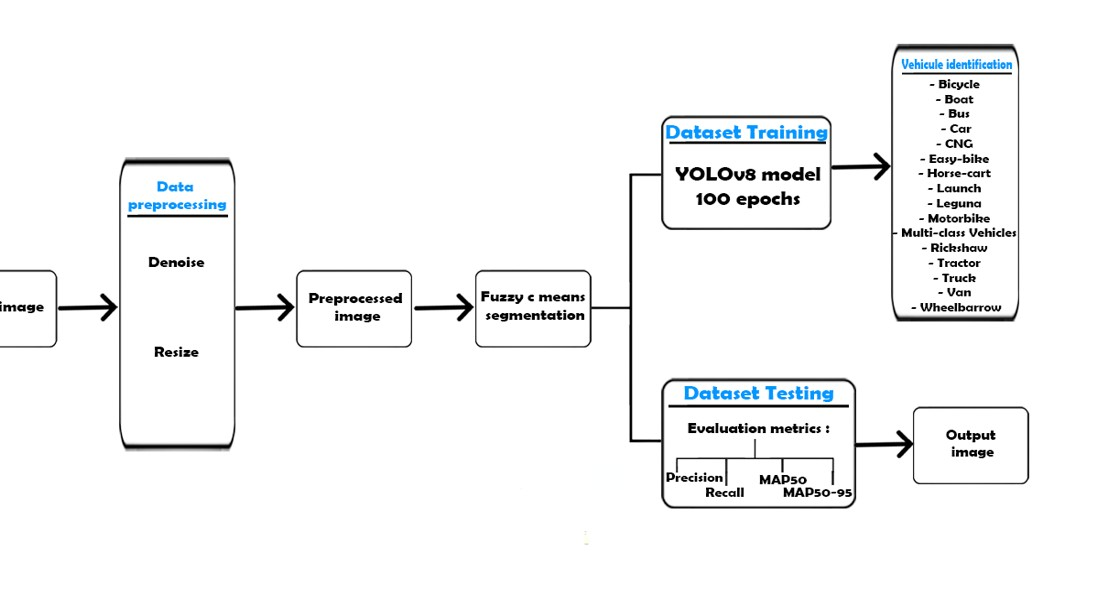 image
Data
preprocessing
Denoise
Resize
Preprocessed
image
Fuzzy c means
segmentation
Dataset Training
YOLOv8 model
100 epochs
Vehicule identification
- Bicycle
- Boat
- Bus
- Car
- CNG
- Easy-bike
- Horse-cart
- Launch
- Leguna
- Motorbike
- Multi-class Vehicles
- Rickshaw
- Tractor
- Truck
- Van
- Wheelbarrow
Dataset Testing
Evaluation metrics :
Precision
Recall
MAP50
MAP50-95
Output
image